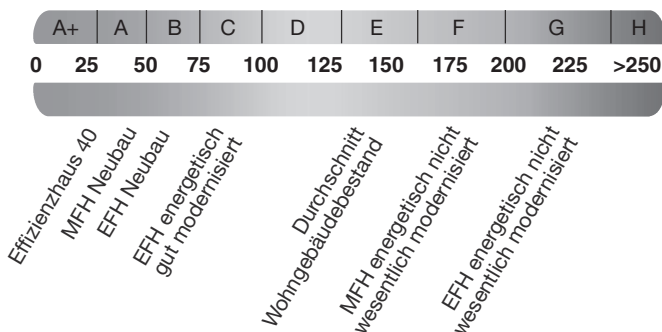 A+ A B C D E F G H
0 25 50 75 100 125 150 175 200 225 >250
Effizienzhaus 40
MFH Neubau
EFH Neubau
EFH energetisch
gut modernisiert
Durchschnitt
Wohngebäudebestand
MFH energetisch nicht
wesentlich modernisiert
EFH energetisch nicht
wesentlich modernisiert